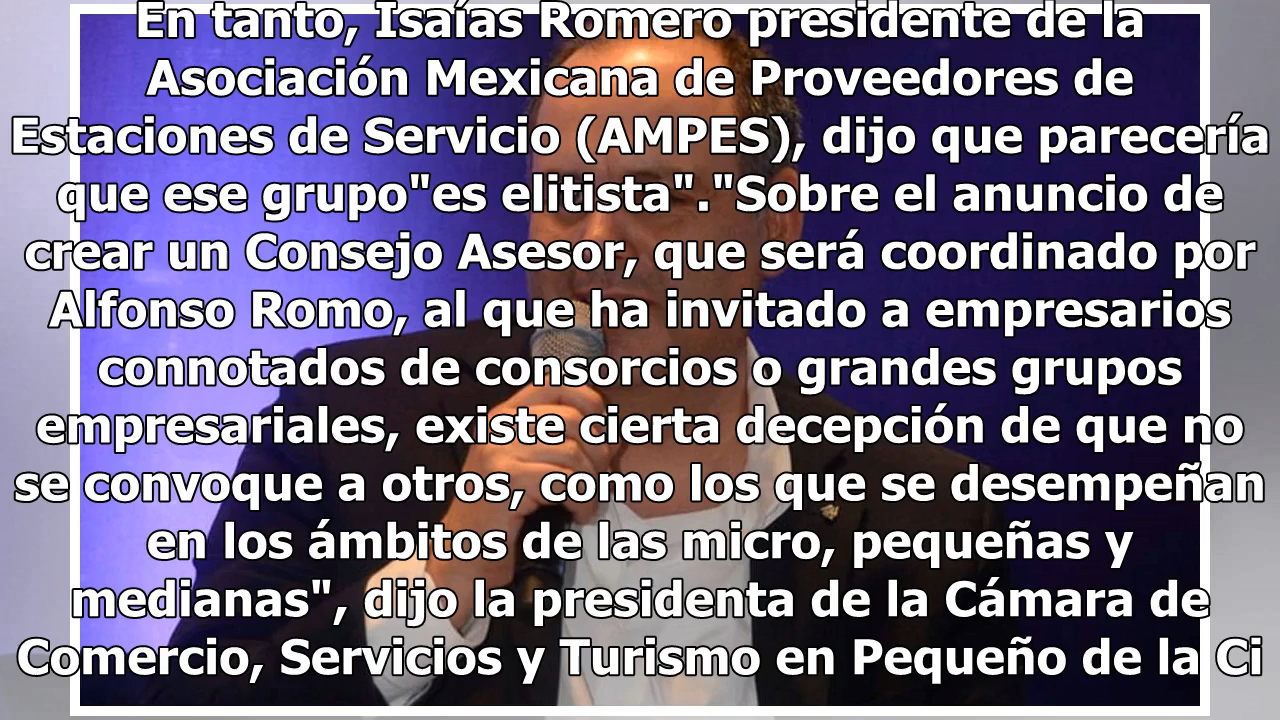 En tanto, Isaías Romero presidente de la
Asociación Mexicana de Proveedores de
Estaciones de Servicio (AMPES), dijo que parecería
que ese grupo"es elitista"."Sobre el anuncio de
crear un Consejo Asesor, que será coordinado por
Alfonso Romo, al que ha invitado a empresarios
connotados de consorcios o grandes grupos
empresariales, existe cierta decepción de que no
se convoque a otros, como los que se desempeñan
en los ámbitos de las micro, pequeñas y
medianas", dijo la presidenta de la Cámara de
Comercio, Servicios y Turismo en Pequeño de la Ci